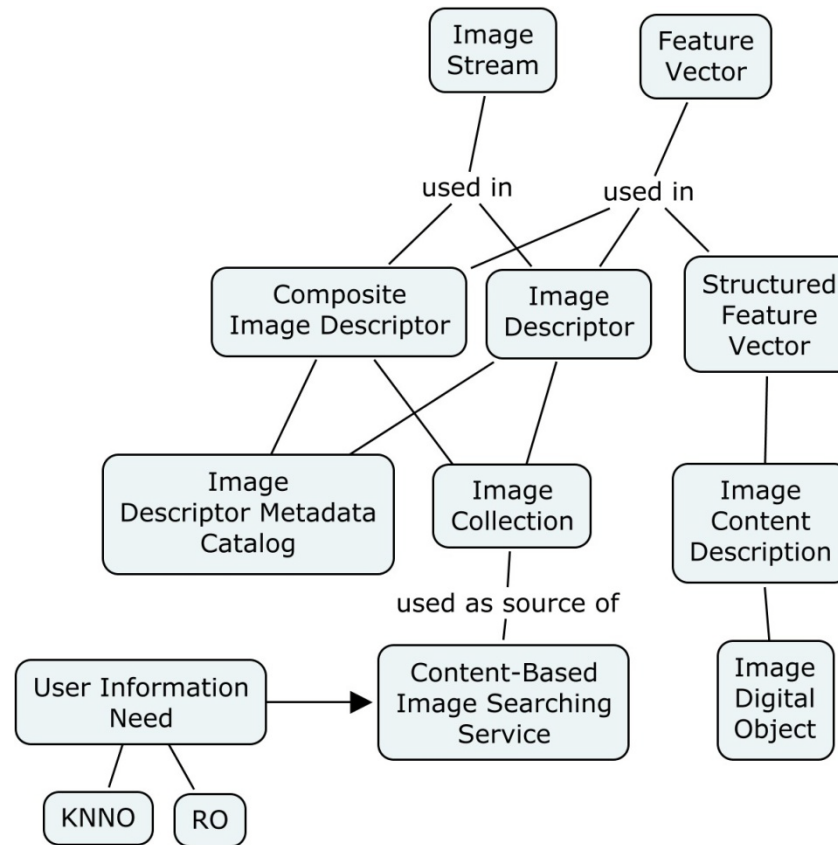 Image
Stream
Feature
Vector
used in
used in
Composite
Image Descriptor
Image
Descriptor
Structured
Feature
Vector
Image
Descriptor Metadata
Catalog
Image
Collection
Image
Content
Description
used as source of
User Information
Need
Content-Based
Image Searching
Service
Image
Digital
Object
KNNO
RO